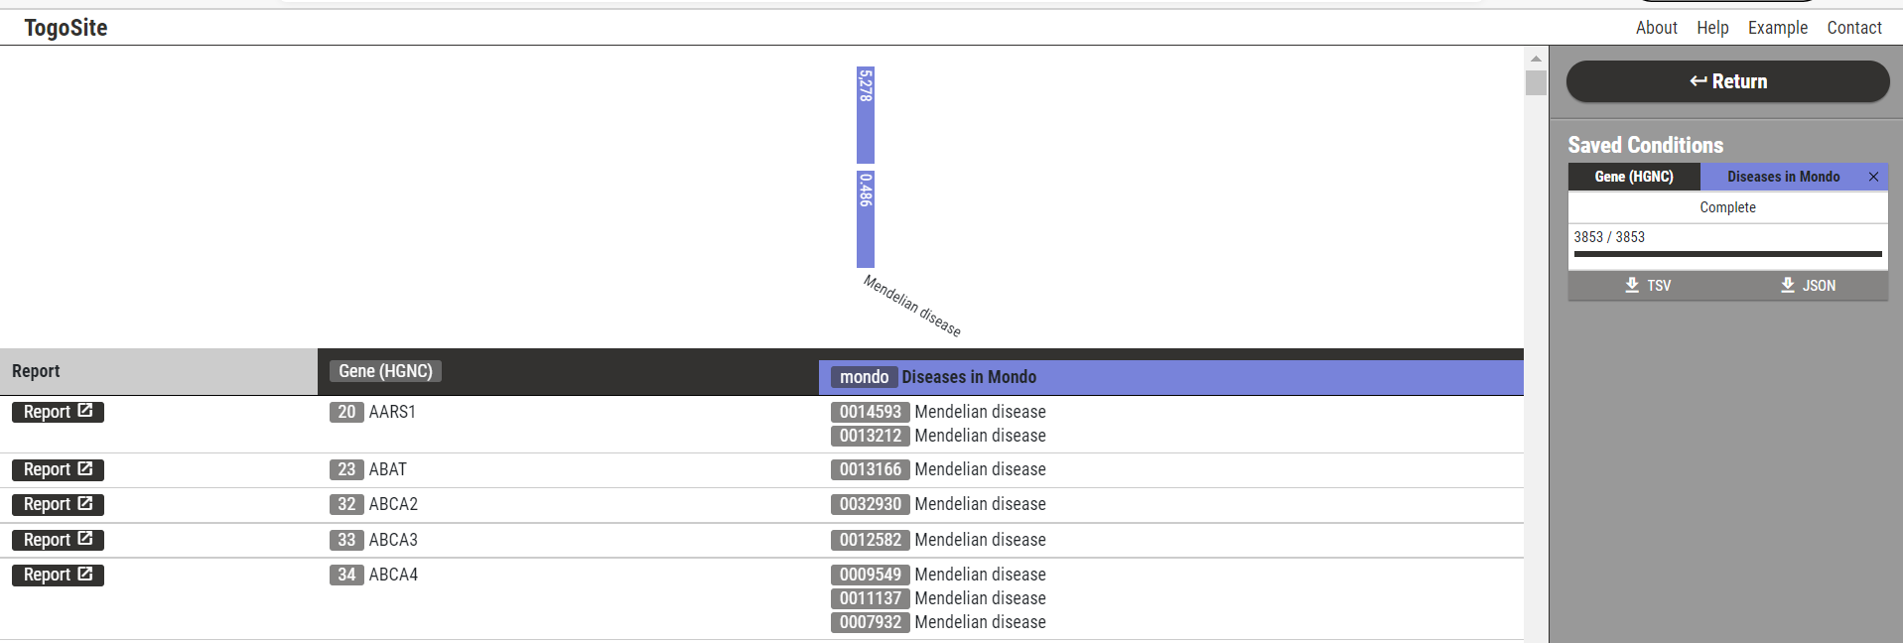 TogoSite
About Help Example Contact
5,278
0.486
Mendelian disease
Return
Saved Conditions
Gene (HGNC) Diseases in Mondo ×
Complete
3853 / 3853
TSV JSON
Report Gene (HGNC) mondo Diseases in Mondo
Report 20 AARS1 0014593 Mendelian disease
0013212 Mendelian disease
Report 23 ABAT 0013166 Mendelian disease
Report 32 ABCA2 0032930 Mendelian disease
Report 33 ABCA3 0012582 Mendelian disease
Report 34 ABCA4 0009549 Mendelian disease
0011137 Mendelian disease
0007932 Mendelian disease